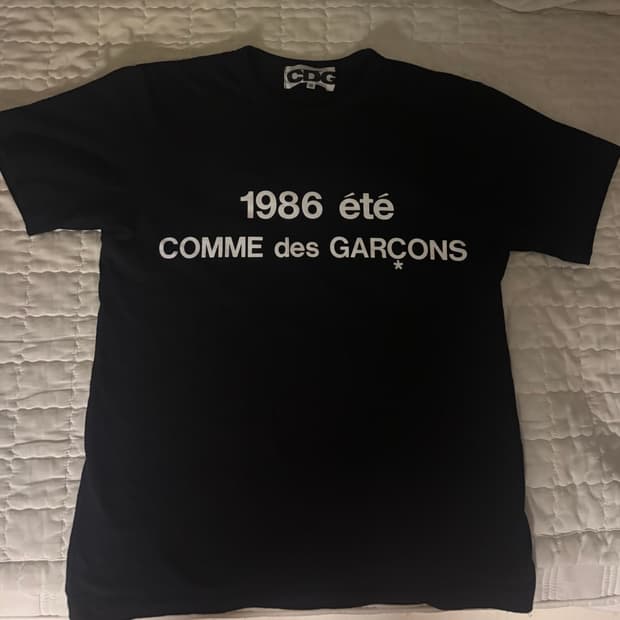 CDG
1986 été
COMME des GARÇONS
*